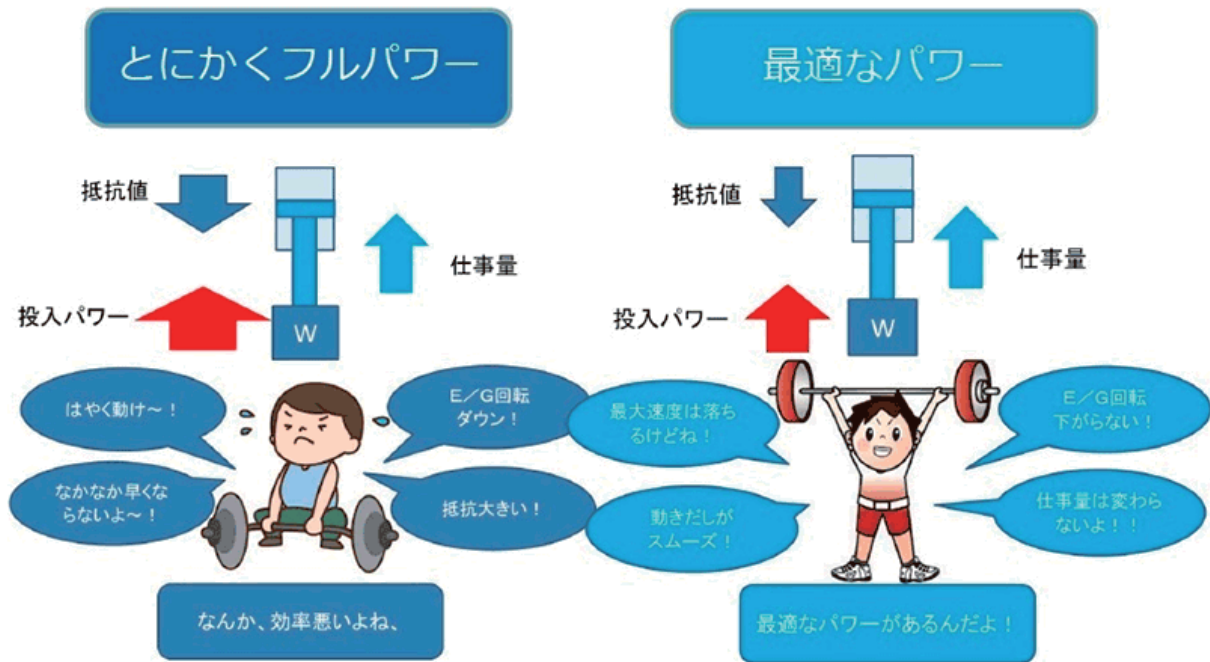 とにかくフルパワー
抵抗値
仕事量
投入パワー
W
はやく動け～！
E／G回転
ダウン！
なかなか早くな
らないよ～！
抵抗大きい！
なんか、効率悪いよね、
最適なパワー
抵抗値
仕事量
投入パワー
W
最大速度は落ち
るけどね！
E／G回転
下がらない！
動きだしが
スムーズ！
仕事量は変わら
ないよ！！
最適なパワーがあるんだよ！